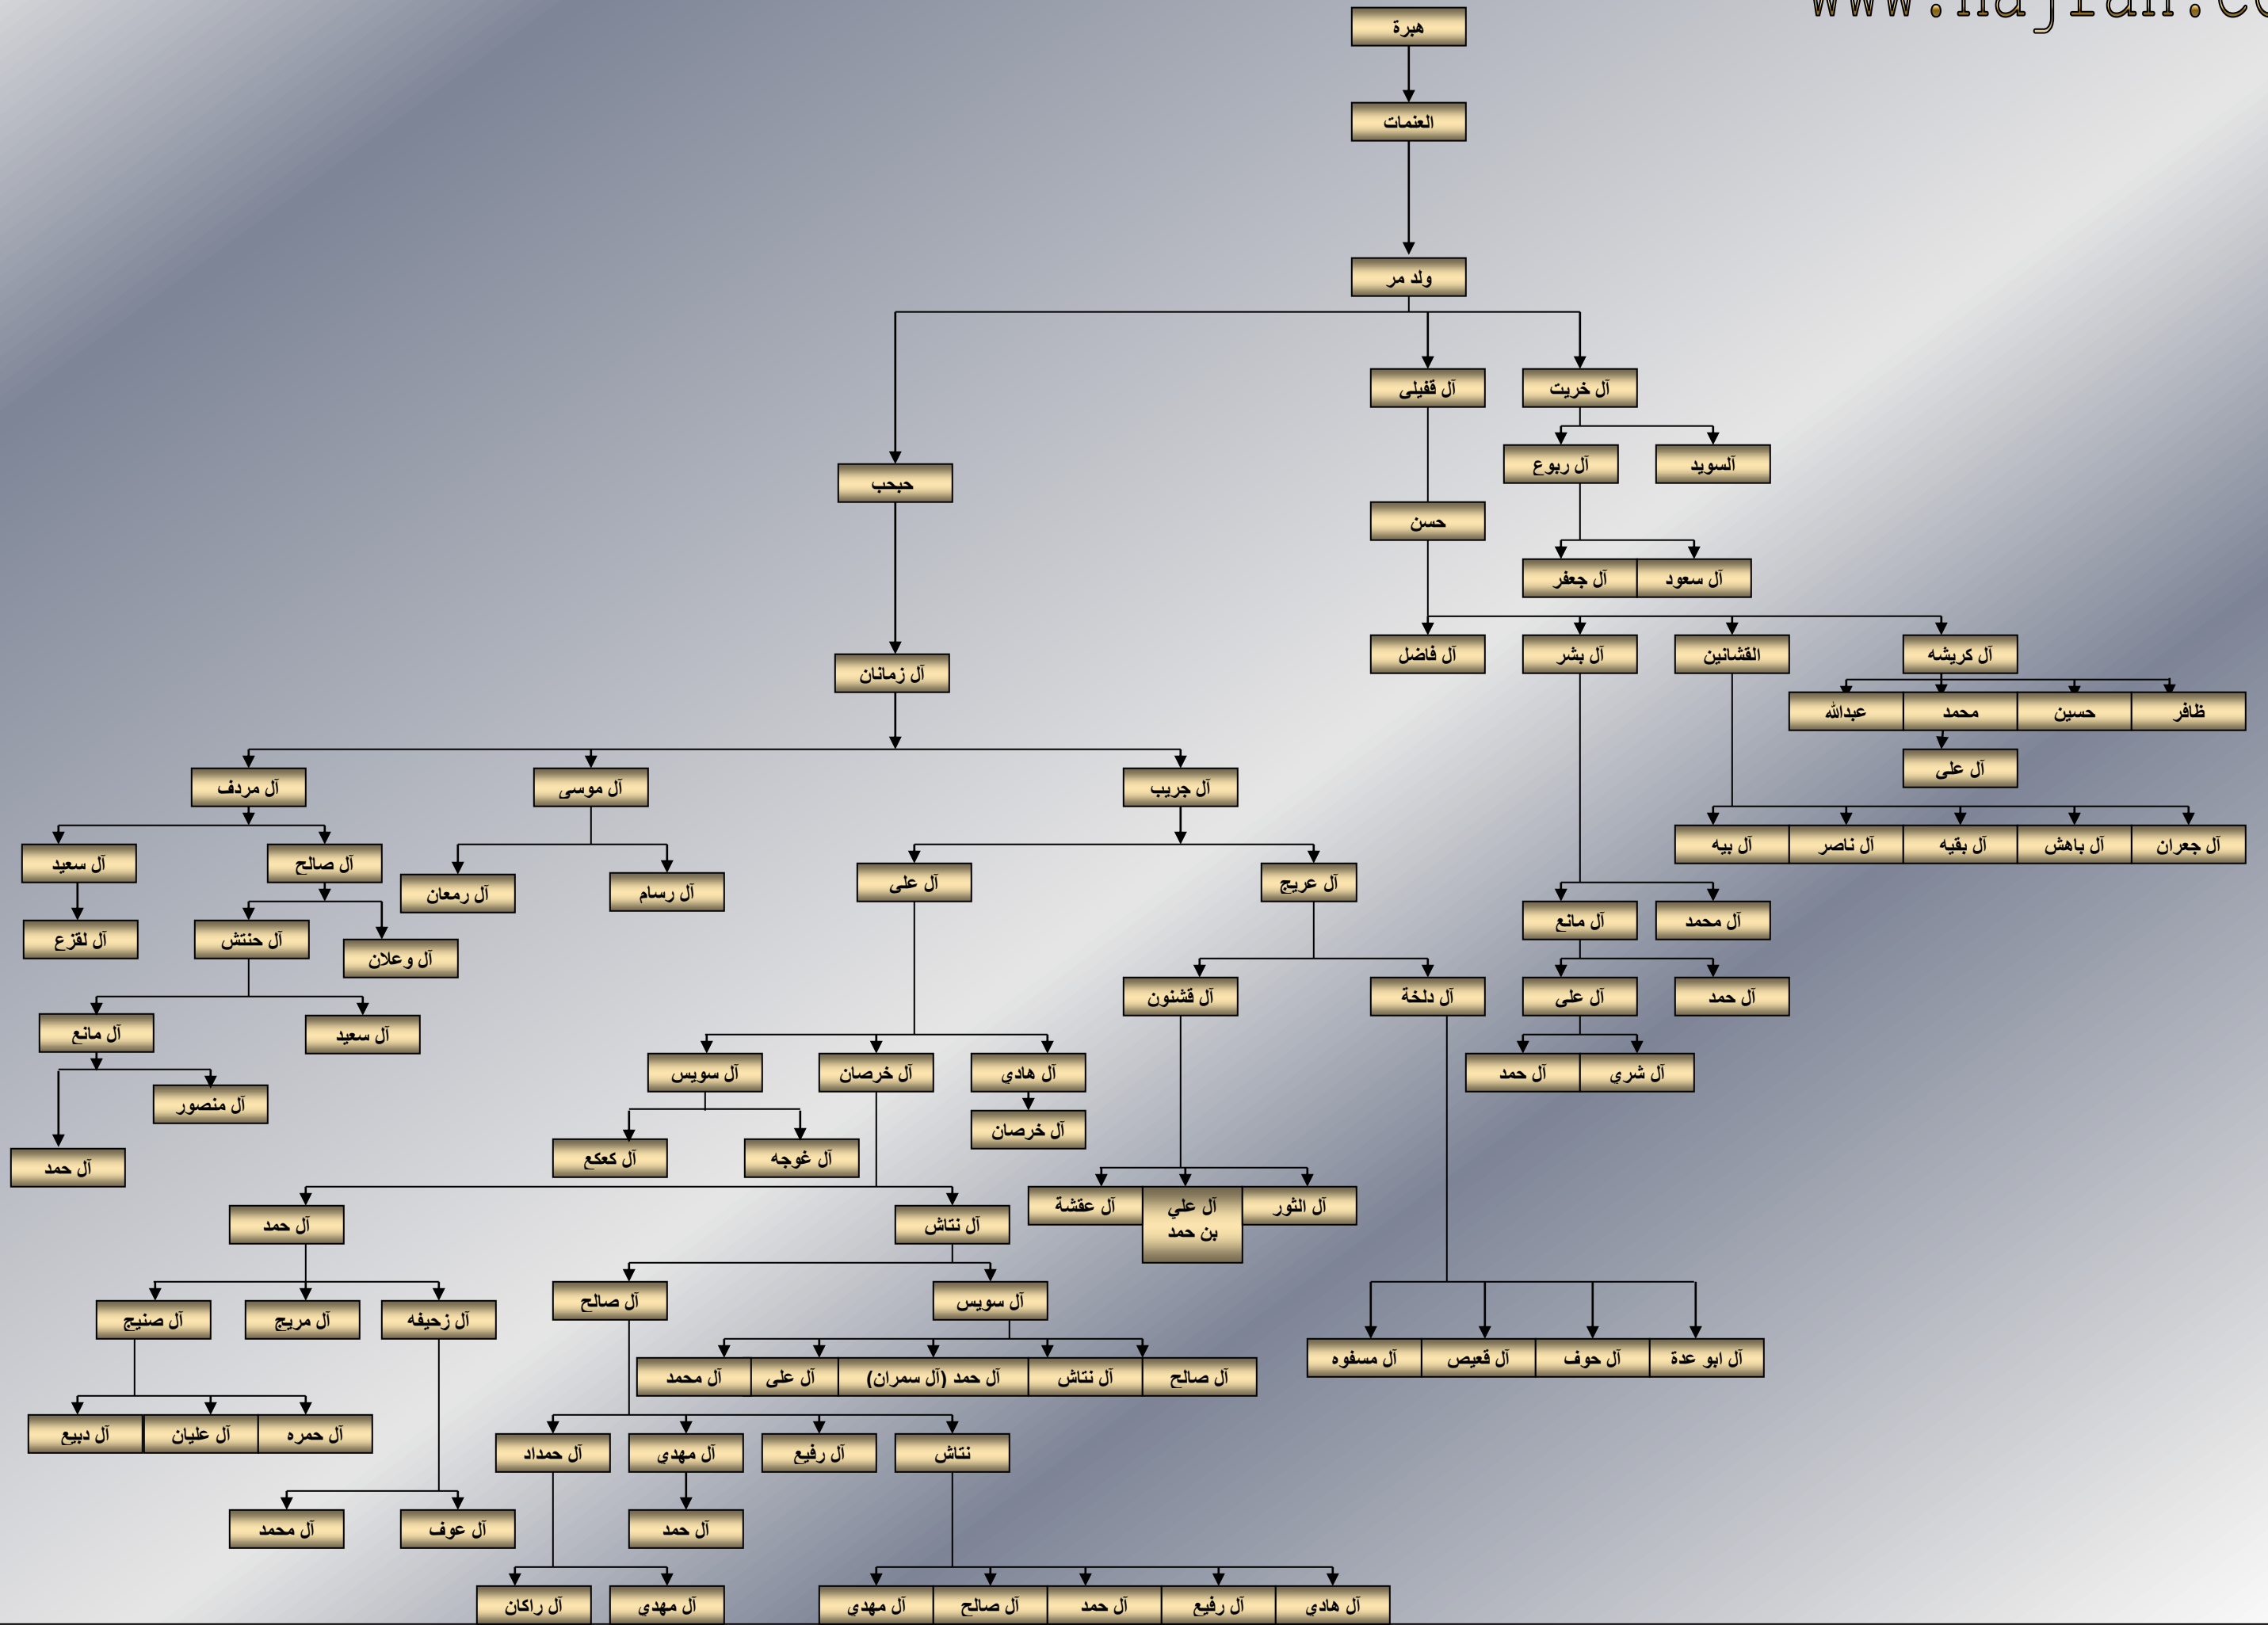 www.najran.co
هبرة
العنمات
ولد مر
آل خريت
آل قفيلى
آلسويد
آل ربوع
حبحب
حسن
آل سعود
آل جعفر
آل كريشه
القشانين
آل بشر
آل فاضل
آل زمانان
ظافر
حسين
محمد
عبدالله
آل على
آل جريب
آل موسى
آل مردف
آل جعران
آل باهش
آل بقيه
آل ناصر
آل بيه
آل عريج
آل على
آل رسام
آل رمعان
آل صالح
آل سعيد
آل محمد
آل مانع
آل وعلان
آل حنتش
آل لقزع
آل حمد
آل على
آل دلخة
آل قشنون
آل سعيد
آل مانع
آل شري
آل حمد
آل هادي
آل خرصان
آل سويس
آل منصور
آل خرصان
آل غوجه
آل كعكع
آل حمد
آل الثور
آل علي
بن حمد
آل عقشة
آل نتاش
آل حمد
آل سويس
آل صالح
آل زحيفه
آل مريح
آل صنيج
آل ابو عدة
آل حوف
آل قعيص
آل مسفوه
آل صالح
آل نتاش
آل حمد (آل سمران)
آل على
آل محمد
آل حمره
آل عليان
آل دبيع
نتاش
آل رفيع
آل مهدي
آل حمداد
آل حمد
آل عوف
آل محمد
آل هادي
آل رفيع
آل حمد
آل صالح
آل مهدي
آل مهدي
آل راكان